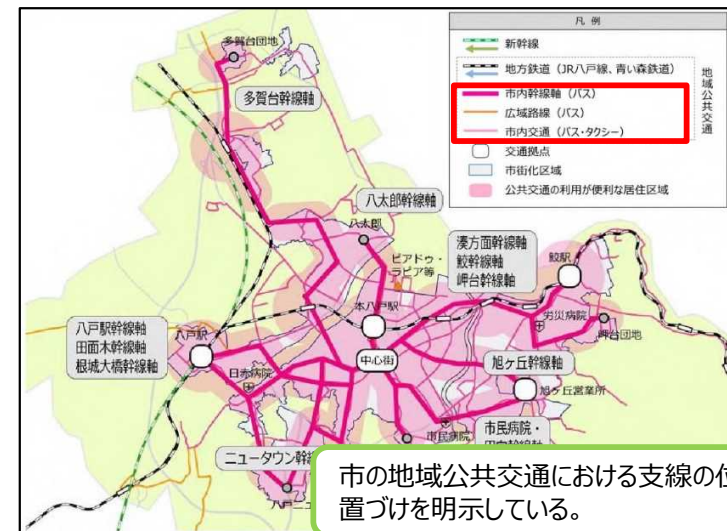 凡 例
新幹線
地方鉄道（JR八戸線、青い森鉄道）
市内幹線軸（バス）
広域路線（バス）
市内交通（バス・タクシー）
地域公共交通
交通拠点
市街化区域
公共交通の利用が便利な居住区域
多賀台団地
多賀台幹線軸
八太郎幹線軸
八太郎
ピアドゥ・
ラピア等
湊方面幹線軸
鮫幹線軸
岬台幹線軸
鮫駅
本八戸駅
労災病院
岬台団地
八戸駅幹線軸
田面木幹線軸
根城大橋幹線軸
八戸駅
中心街
日赤病院
旭ヶ丘幹線軸
旭ヶ丘営業所
市民病院
市民病院・
ニュータウン幹
八戸ニュ
市の地域公共交通における支線の位
置づけを明示している。